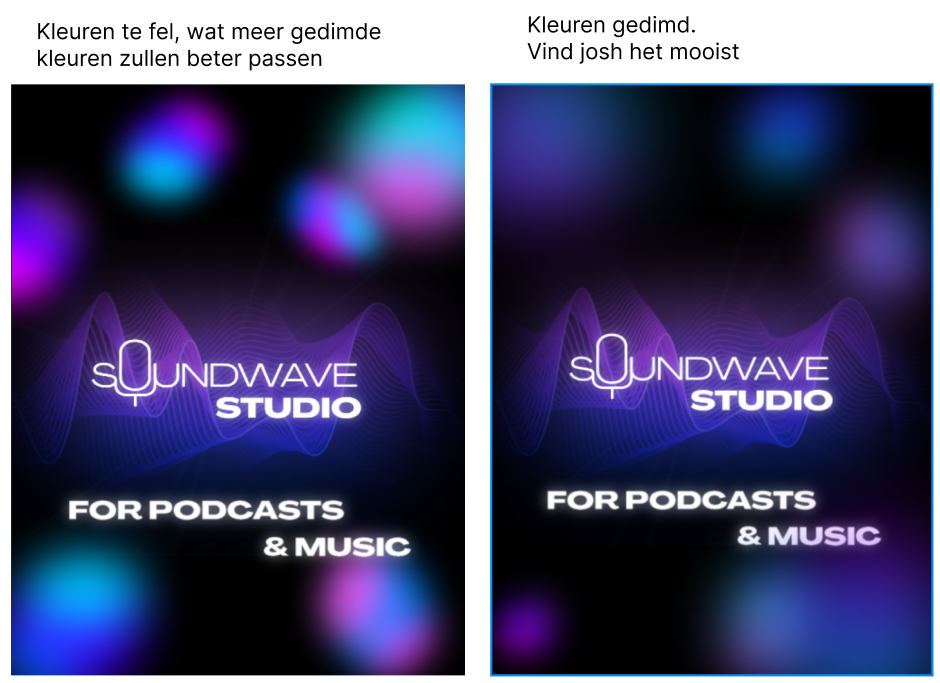 Kleuren te fel, wat meer gedimde
kleuren zullen beter passen
Kleuren gedimd.
Vind josh het mooist
SOUNDWAVE
STUDIO
FOR PODCASTS
& MUSIC
SOUNDWAVE
STUDIO
FOR PODCASTS
& MUSIC